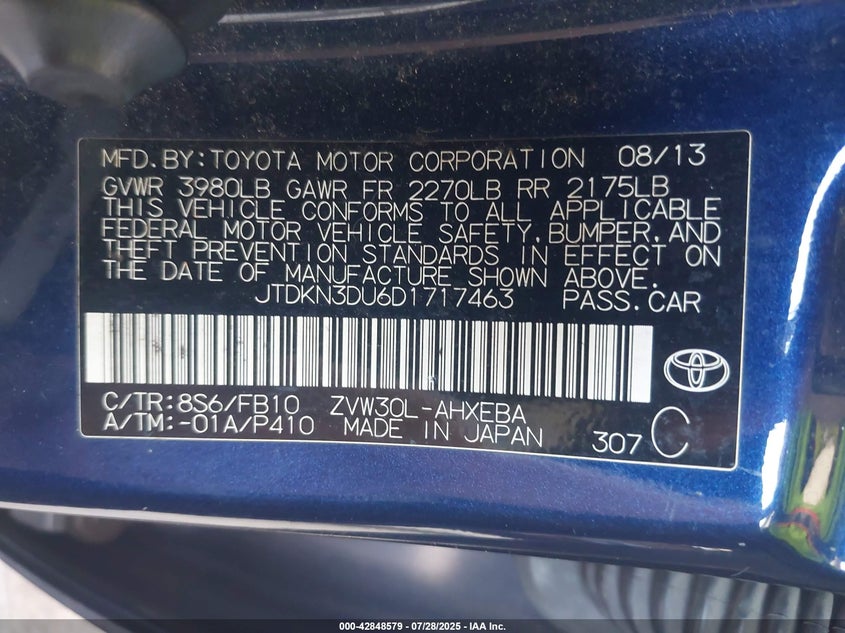 MFD.BY:TOYOTA MOTOR CORPORATION 08/13
GVWR 3980LB GAWR FR 2270LB RR 2175LB
THIS VEHICLE CONFORMS TO ALL APPLICABLE
FEDERAL MOTOR VEHICLE SAFETY,BUMPER,AND
THEFT PREVENTION STANDARDS IN EFFECT ON
THE DATE OF MANUFACTURE SHOWN ABOVE.
JTDKN3DU6D1717463 PASS.CAR
C/TR:8S6/FB10 ZVW30L-AHXEBA
A/TM:-01A/P410 MADE IN JAPAN 307 C
000-42848579 / 07/28/2025 - IAA Inc.